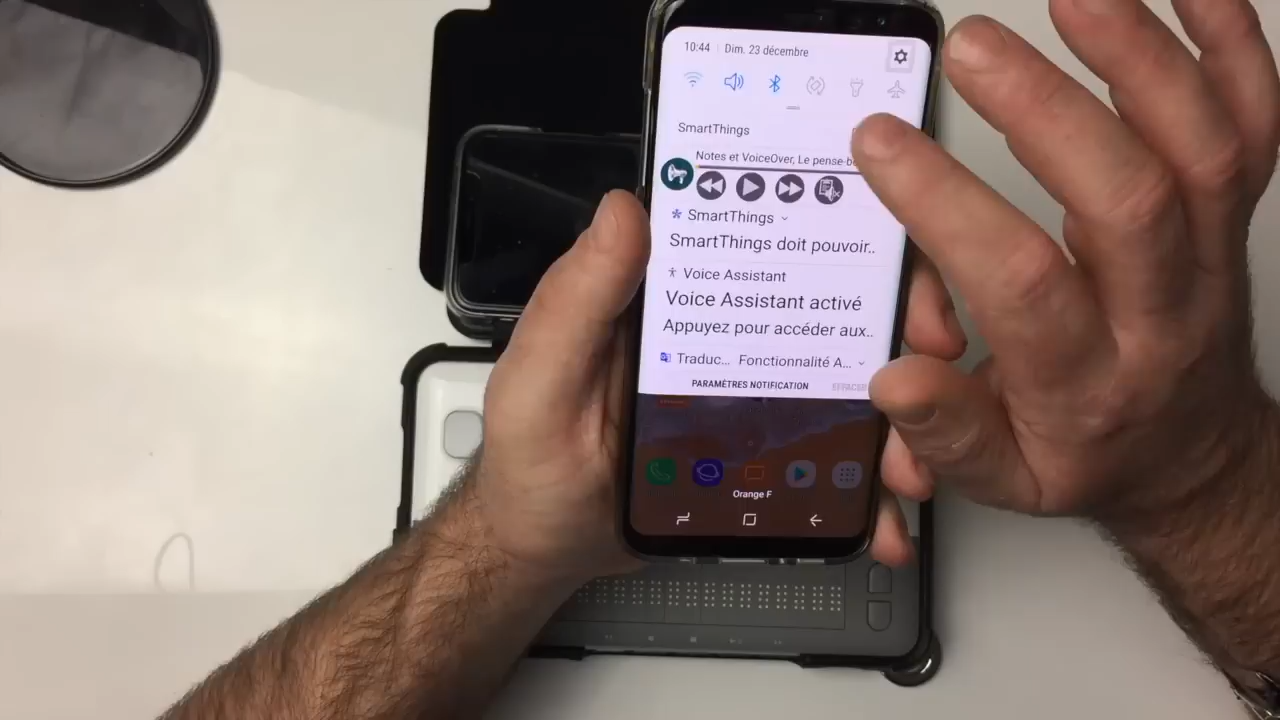 10:44 | Dim. 23 décembre
SmartThings
Notes et VoiceOver, Le pense-b
SmartThings
SmartThings doit pouvoir..
Voice Assistant
Voice Assistant activé
Appuyez pour accéder aux..
Traduc... Fonctionnalité A...
PARAMÈTRES NOTIFICATION EFFACER
Orange F